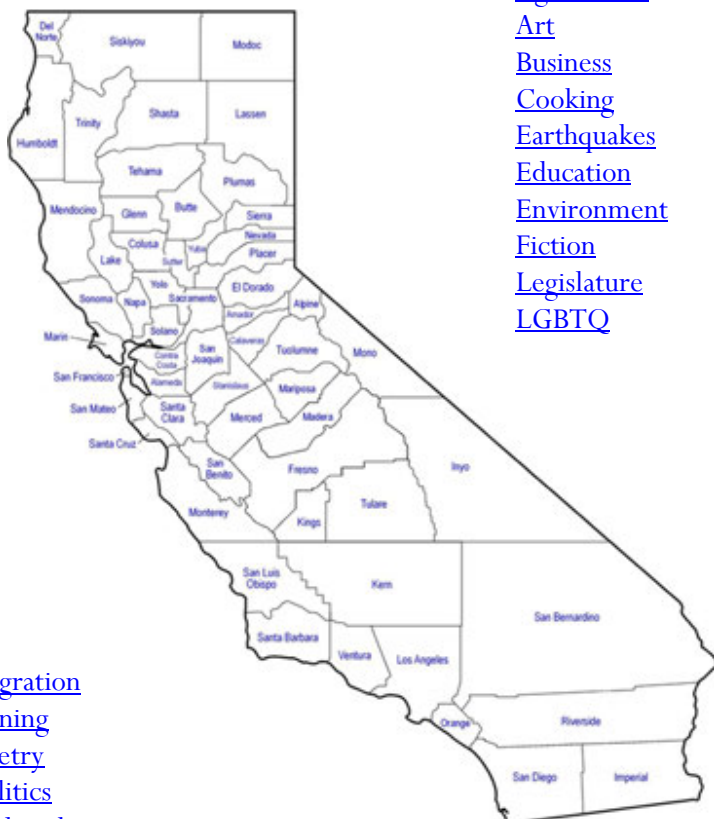 Art
Business
Cooking
Earthquakes
Education
Environment
Fiction
Legislature
LGBTQ
Del
Norte
Siskiyou
Modoc
Humboldt
Trinity
Shasta
Lassen
Tehama
Plumas
Mendocino
Glenn
Butte
Sierra
Nevada
Colusa
Sutter
Yuba
Placer
Lake
Yolo
El Dorado
Sonoma
Napa
Sacramento
Alpine
Amador
Solano
Marin
Calaveras
San
Joaquin
Tuolumne
Mono
Contra
Costa
San Francisco
Alameda
Stanislaus
Mariposa
San Mateo
Santa
Clara
Merced
Madera
Santa Cruz
San
Benito
Fresno
Inyo
Monterey
Kings
Tulare
San Luis
Obispo
Kern
San Bernardino
Santa Barbara
Ventura
Los Angeles
Orange
Riverside
San Diego
Imperial
gration
ning
etry
litics